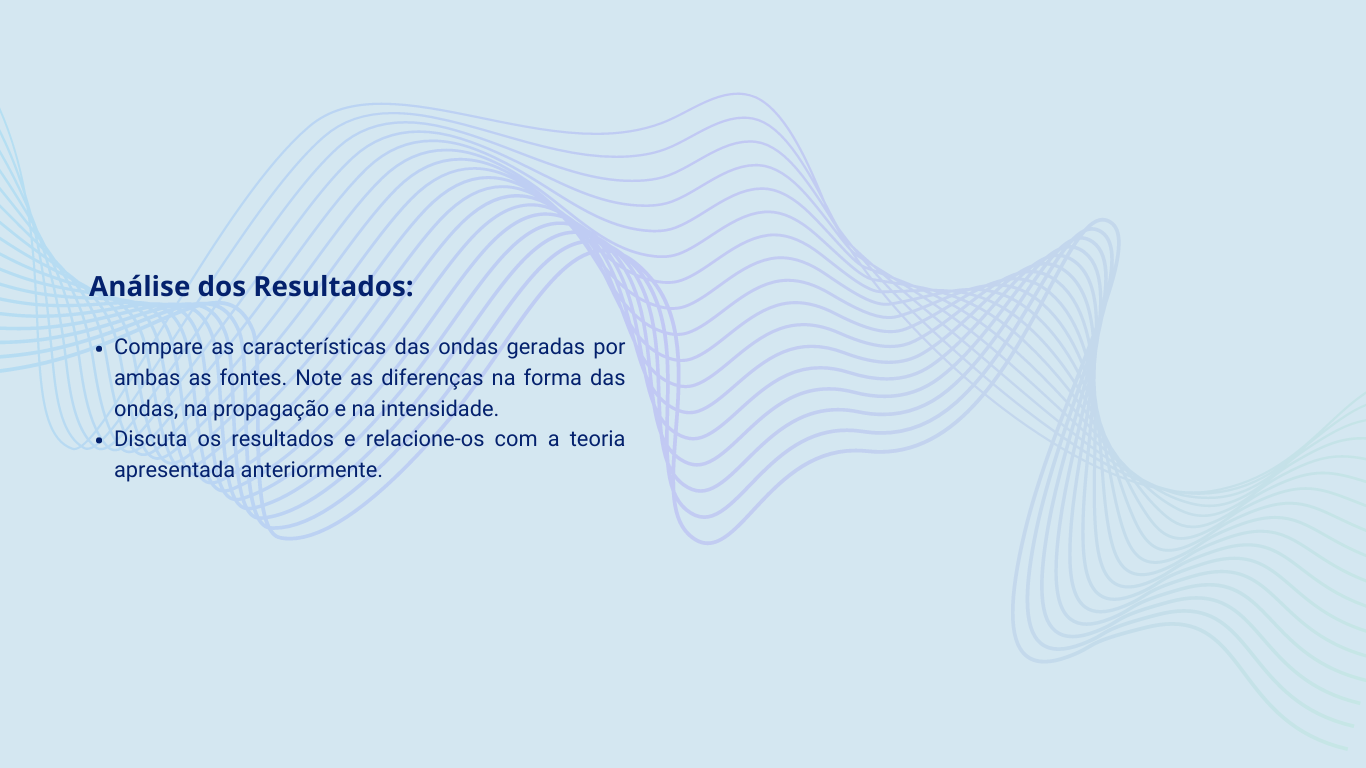 Análise dos Resultados:
• Compare as características das ondas geradas por
ambas as fontes. Note as diferenças na forma das
ondas, na propagação e na intensidade.
• Discuta os resultados e relacione-os com a teoria
apresentada anteriormente.